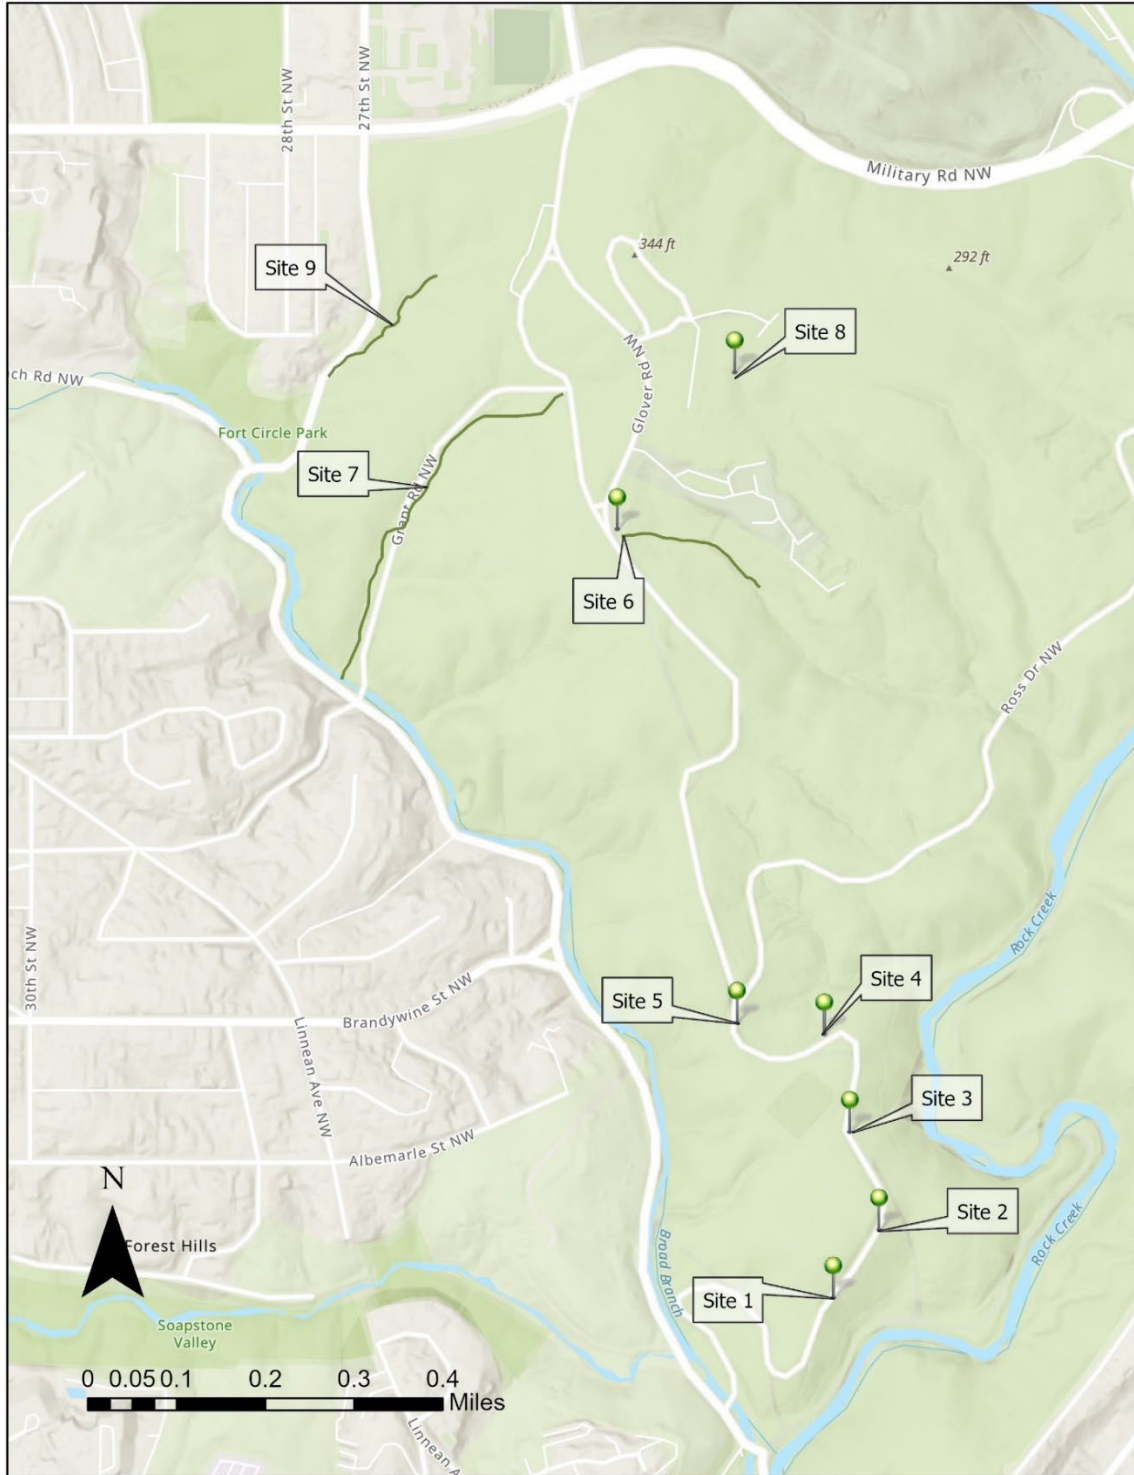 28th St NW
27th St NW
Military Rd NW
344 ft
292 ft
Site 9
Site 8
Glover Rd NW
ch Rd NW
Fort Circle Park
Site 7
Grant Rd NW
Site 6
Ross Dr NW
Rock Creek
30th St NW
Site 4
Site 5
Brandywine St NW
Linnean Ave NW
Site 3
Albemarle St NW
N
Site 2
Rock Creek
Forest Hills
Broad Branch
Site 1
Soapstone
Valley
0 0.05 0.1 0.2 0.3 0.4
Miles
Linnean A